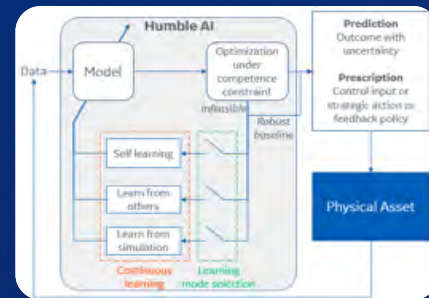 Humble AI
Data
Model
Optimization
under
competence
constraint
infeasible
Robust
baseline
Self learning
Learn from
others
Learn from
simulation
Continuous
learning
Learning
mode selection
Prediction
Outcome with
uncertainty
Prescription
Control input or
strategic action or
feedback policy
Physical Asset